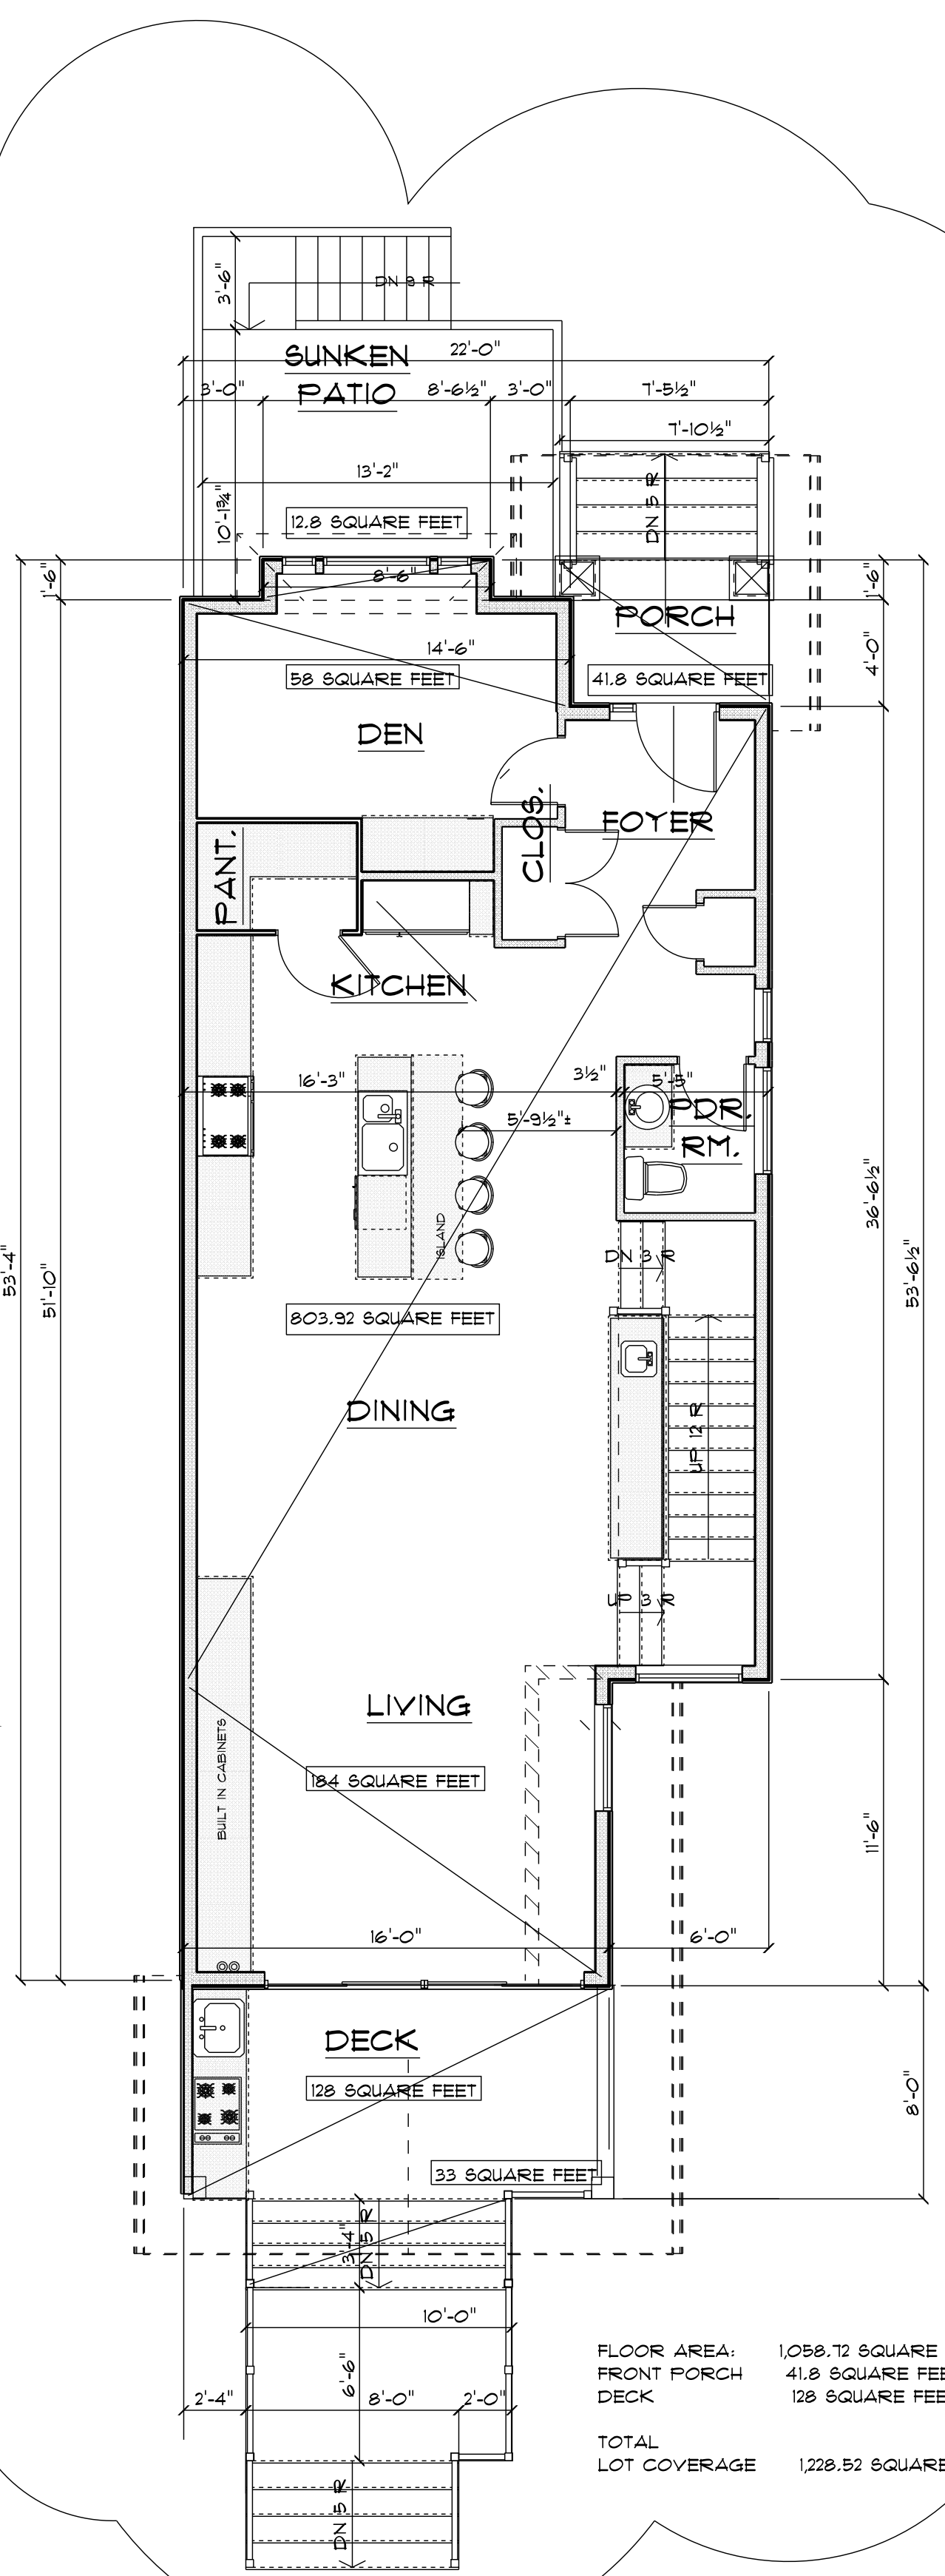 DN 9 R
3'-6"
SUNKEN
PATIO
22'-0"
3'-0"
8'-6½"
3'-0"
7'-5½"
7'-10½"
13'-2"
DN 5 R
10'-1¾"
12.8 SQUARE FEET
1'-6"
8'-6"
1'-6"
PORCH
14'-6"
4'-0"
58 SQUARE FEET
41.8 SQUARE FEET
DEN
CLOS.
FOYER
PANT.
KITCHEN
16'-3"
3½"
5'-5"
5'-9½"±
PDR.
RM.
36'-6½"
ISLAND
53'-4"
51'-10"
DN 3 R
53'-6½"
803.92 SQUARE FEET
DINING
UP 12 R
UP 3 R
LIVING
BUILT IN CABINETS
184 SQUARE FEET
11'-6"
16'-0"
6'-0"
DECK
128 SQUARE FEET
8'-0"
33 SQUARE FEET
3'-4"
DN 5 R
10'-0"
6'-6"
2'-4"
8'-0"
2'-0"
DN 5 R
FLOOR AREA: 1,058.72 SQUARE
FRONT PORCH 41.8 SQUARE FEE
DECK 128 SQUARE FEE
TOTAL
LOT COVERAGE 1,228.52 SQUARE